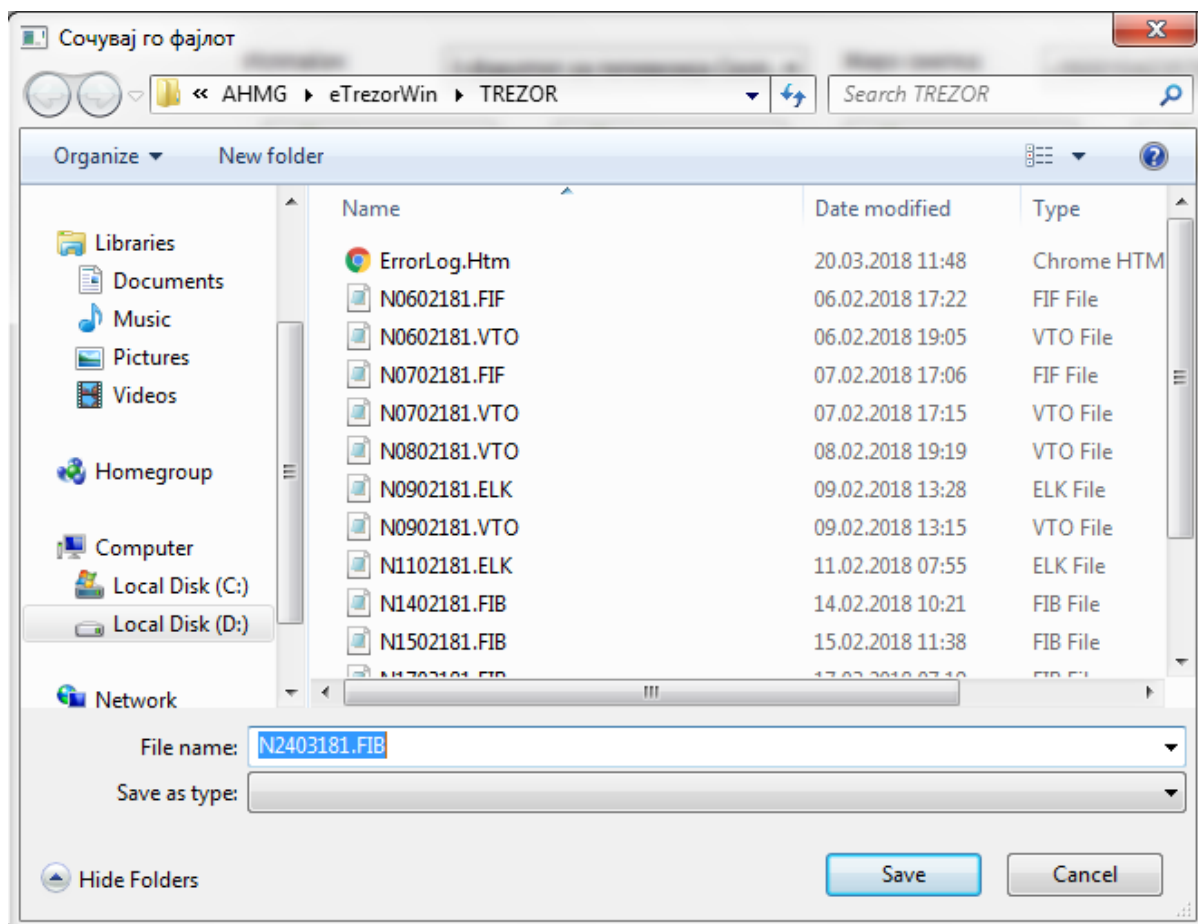 Сочувај го фајлот
« AHMG eTrezorWin TREZOR Search TREZOR
Organize New folder
Name Date modified Type
Libraries
Documents
Music
Pictures
Videos
Homegroup
Computer
Local Disk (C:)
Local Disk (D:)
Network
ErrorLog.Htm 20.03.2018 11:48 Chrome HTM
N0602181.FIF 06.02.2018 17:22 FIF File
N0602181.VTO 06.02.2018 19:05 VTO File
N0702181.FIF 07.02.2018 17:06 FIF File
N0702181.VTO 07.02.2018 17:15 VTO File
N0802181.VTO 08.02.2018 19:19 VTO File
N0902181.ELK 09.02.2018 13:28 ELK File
N0902181.VTO 09.02.2018 13:15 VTO File
N1102181.ELK 11.02.2018 07:55 ELK File
N1402181.FIB 14.02.2018 10:21 FIB File
N1502181.FIB 15.02.2018 11:38 FIB File
File name: N2403181.FIB
Save as type:
Hide Folders Save Cancel